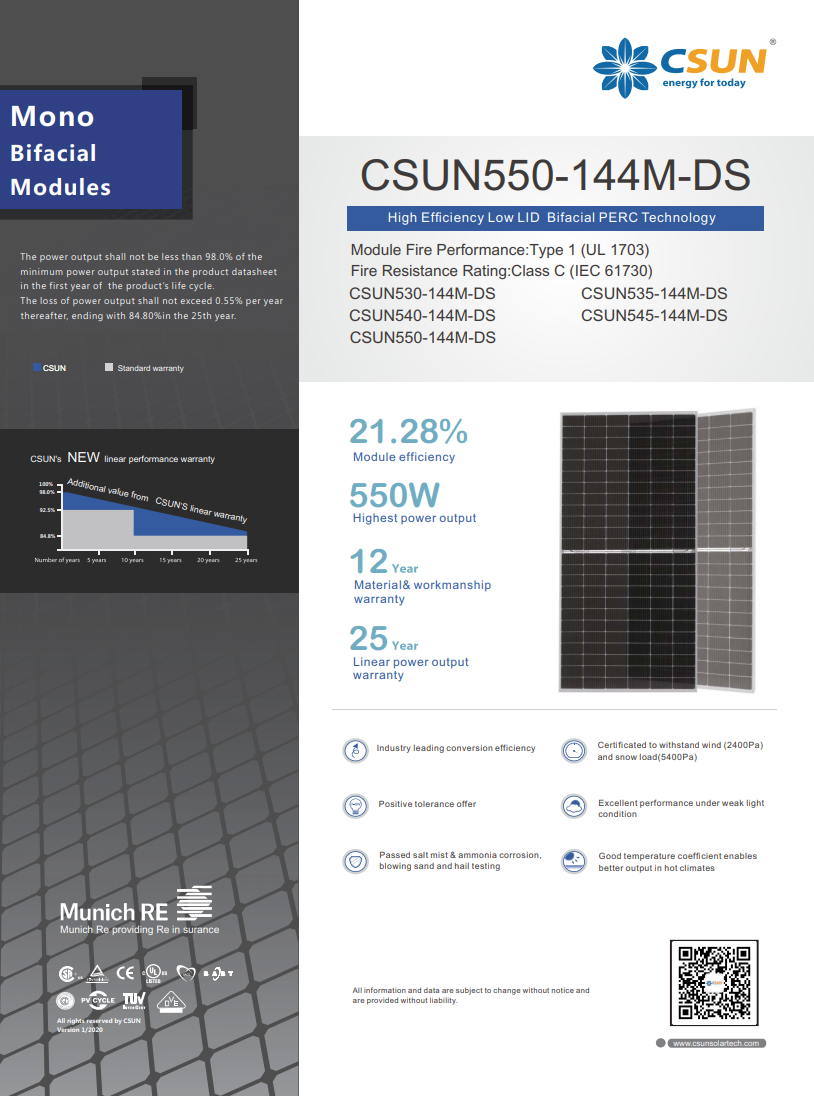 Mono
Bifacial
Modules
The power output shall not be less than 98.0% of the
minimum power output stated in the product datasheet
in the first year of the product's life cycle.
The loss of power output shall not exceed 0.55% per year
thereafter, ending with 84.80%in the 25th year.
CSUN
Standard warranty
CSUN's NEW linear performance warranty
100%
98.0%
92.5%
84.8%
Additional value from CSUN'S linear warranty
Number of years 5 years 10 years 15 years 20 years 25 years
Munich RE
Munich Re providing Re in surance
CE
UL
LISTED
PV CYCLE
TUV
DVE
All rights reserved by CSUN
Version 1/2020
CSUN®
energy for today
CSUN550-144M-DS
High Efficiency Low LID Bifacial PERC Technology
Module Fire Performance:Type 1 (UL 1703)
Fire Resistance Rating:Class C (IEC 61730)
CSUN530-144M-DS CSUN535-144M-DS
CSUN540-144M-DS CSUN545-144M-DS
CSUN550-144M-DS
21.28%
Module efficiency
550W
Highest power output
12 Year
Material& workmanship
warranty
25 Year
Linear power output
warranty
Industry leading conversion efficiency
Certificated to withstand wind (2400Pa)
and snow load(5400Pa)
Positive tolerance offer
Excellent performance under weak light
condition
Passed salt mist & ammonia corrosion,
blowing sand and hail testing
Good temperature coefficient enables
better output in hot climates
All information and data are subject to change without notice and
are provided without liability.
www.csunsolartech.com